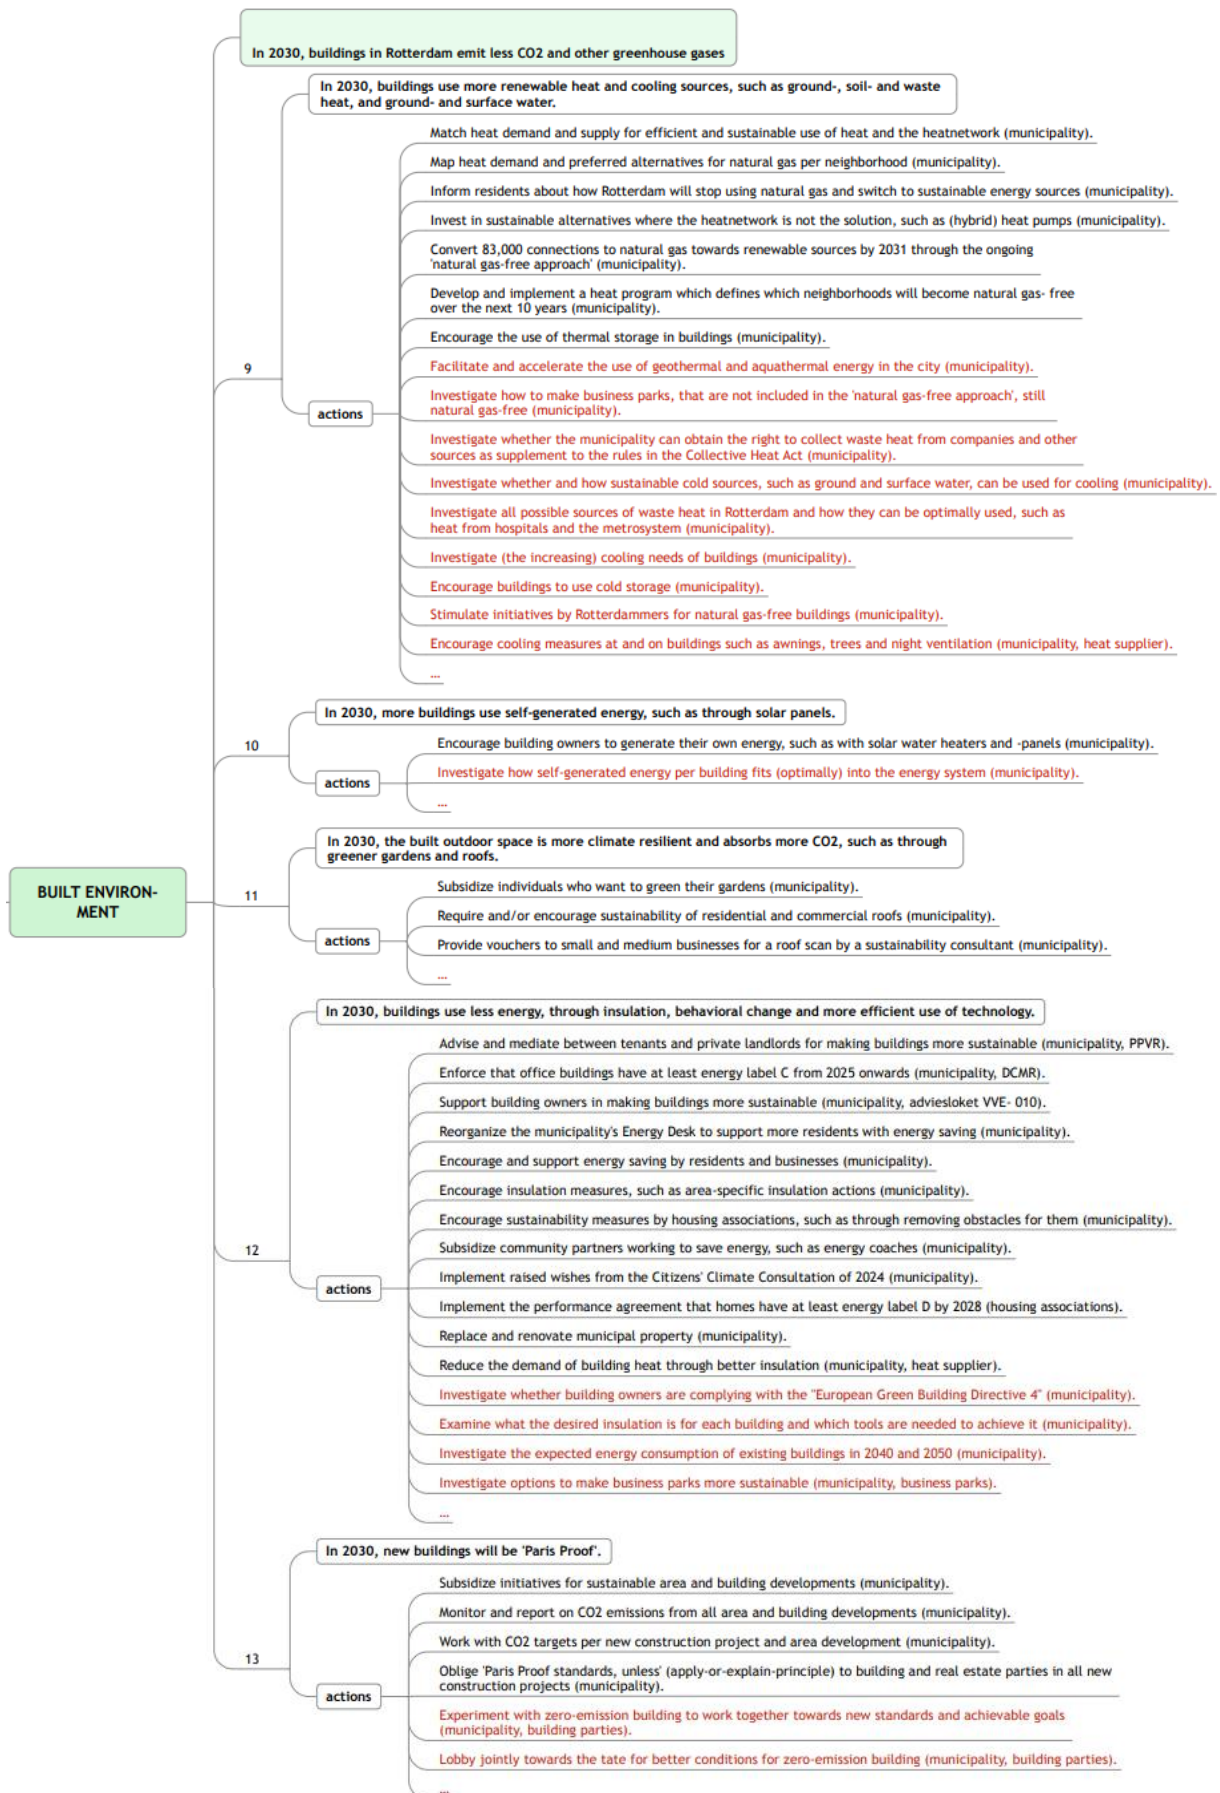 In 2030, buildings in Rotterdam emit less CO2 and other greenhouse gases
In 2030, buildings use more renewable heat and cooling sources, such as ground-, soil- and waste
heat, and ground- and surface water.
Match heat demand and supply for efficient and sustainable use of heat and the heatnetwork (municipality).
Map heat demand and preferred alternatives for natural gas per neighborhood (municipality).
Inform residents about how Rotterdam will stop using natural gas and switch to sustainable energy sources (municipality).
Invest in sustainable alternatives where the heatnetwork is not the solution, such as (hybrid) heat pumps (municipality).
Convert 83,000 connections to natural gas towards renewable sources by 2031 through the ongoing
'natural gas-free approach' (municipality).
Develop and implement a heat program which defines which neighborhoods will become natural gas- free
over the next 10 years (municipality).
Encourage the use of thermal storage in buildings (municipality).
9
Facilitate and accelerate the use of geothermal and aquathermal energy in the city (municipality).
Investigate how to make business parks, that are not included in the 'natural gas-free approach', still
natural gas-free (municipality).
actions
Investigate whether the municipality can obtain the right to collect waste heat from companies and other
sources as supplement to the rules in the Collective Heat Act (municipality).
Investigate whether and how sustainable cold sources, such as ground and surface water, can be used for cooling (municipality).
Investigate all possible sources of waste heat in Rotterdam and how they can be optimally used, such as
heat from hospitals and the metrosystem (municipality).
Investigate (the increasing) cooling needs of buildings (municipality).
Encourage buildings to use cold storage (municipality).
Stimulate initiatives by Rotterdammers for natural gas-free buildings (municipality).
Encourage cooling measures at and on buildings such as awnings, trees and night ventilation (municipality, heat supplier).
...
In 2030, more buildings use self-generated energy, such as through solar panels.
10
Encourage building owners to generate their own energy, such as with solar water heaters and -panels (municipality).
actions
Investigate how self-generated energy per building fits (optimally) into the energy system (municipality).
...
In 2030, the built outdoor space is more climate resilient and absorbs more CO2, such as through
greener gardens and roofs.
BUILT ENVIRON-
MENT
11
Subsidize individuals who want to green their gardens (municipality).
Require and/or encourage sustainability of residential and commercial roofs (municipality).
actions
Provide vouchers to small and medium businesses for a roof scan by a sustainability consultant (municipality).
...
In 2030, buildings use less energy, through insulation, behavioral change and more efficient use of technology.
Advise and mediate between tenants and private landlords for making buildings more sustainable (municipality, PPVR).
Enforce that office buildings have at least energy label C from 2025 onwards (municipality, DCMR).
Support building owners in making buildings more sustainable (municipality, adviesloket VVE- 010).
Reorganize the municipality's Energy Desk to support more residents with energy saving (municipality).
Encourage and support energy saving by residents and businesses (municipality).
Encourage insulation measures, such as area-specific insulation actions (municipality).
Encourage sustainability measures by housing associations, such as through removing obstacles for them (municipality).
12
Subsidize community partners working to save energy, such as energy coaches (municipality).
Implement raised wishes from the Citizens' Climate Consultation of 2024 (municipality).
actions
Implement the performance agreement that homes have at least energy label D by 2028 (housing associations).
Replace and renovate municipal property (municipality).
Reduce the demand of building heat through better insulation (municipality, heat supplier).
Investigate whether building owners are complying with the "European Green Building Directive 4" (municipality).
Examine what the desired insulation is for each building and which tools are needed to achieve it (municipality).
Investigate the expected energy consumption of existing buildings in 2040 and 2050 (municipality).
Investigate options to make business parks more sustainable (municipality, business parks).
...
In 2030, new buildings will be 'Paris Proof'.
Subsidize initiatives for sustainable area and building developments (municipality).
Monitor and report on CO2 emissions from all area and building developments (municipality).
Work with CO2 targets per new construction project and area development (municipality).
13
Oblige 'Paris Proof standards, unless' (apply-or-explain-principle) to building and real estate parties in all new
construction projects (municipality).
actions
Experiment with zero-emission building to work together towards new standards and achievable goals
(municipality, building parties).
Lobby jointly towards the tate for better conditions for zero-emission building (municipality, building parties).
...